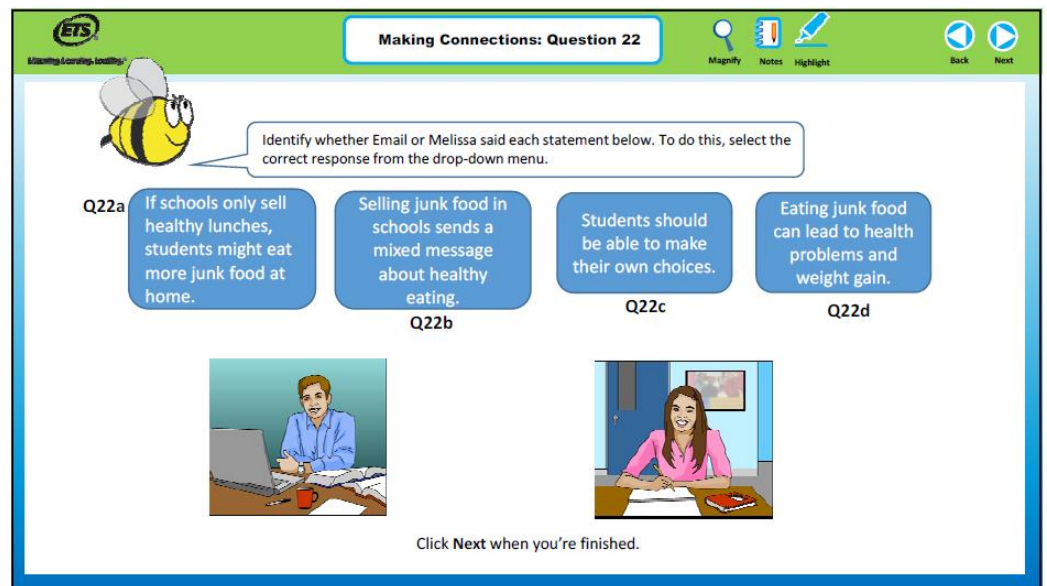 ETS
Listening. Learning. Leading.®
Making Connections: Question 22
Magnify
Notes
Highlight
Back
Next
Identify whether Email or Melissa said each statement below. To do this, select the
correct response from the drop-down menu.
Q22a
If schools only sell
healthy lunches,
students might eat
more junk food at
home.
Selling junk food in
schools sends a
mixed message
about healthy
eating.
Q22b
Students should
be able to make
their own choices.
Q22c
Eating junk food
can lead to health
problems and
weight gain.
Q22d
Click Next when you're finished.